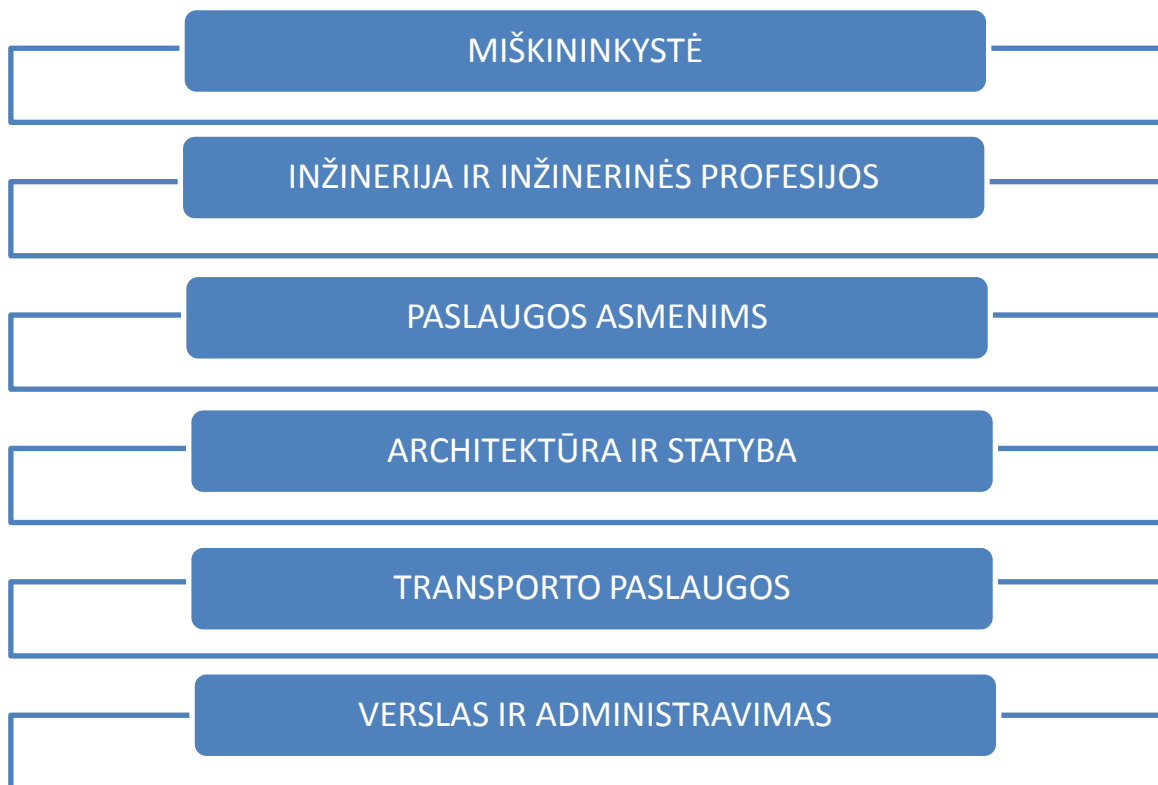 MIŠKININKYSTĖ
INŽINERIJA IR INŽINERINĖS PROFESIJOS
PASLAUGOS ASMENIMS
ARCHITEKTŪRA IR STATYBA
TRANSPORTO PASLAUGOS
VERSLAS IR ADMINISTRAVIMAS